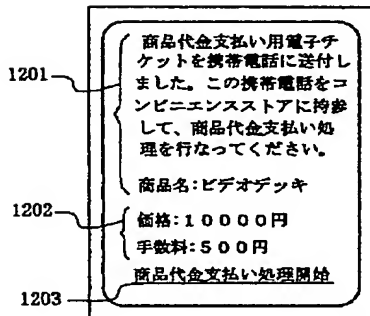 商品代金支払い用電子チ
ケットを携帯電話に送付し
ました。この携帯電話をコ
ンビニエンスストアに持参
して、商品代金支払い処
理を行なってください。
商品名:ビデオデッキ
価格:10000円
手数料:500円
商品代金支払い処理開始
1201
1202
1203